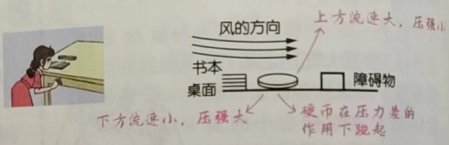 风的方向
上方流速大，压强小
书本
桌面
障碍物
下方流速小，压强大
硬币在压力差的
作用下跳起